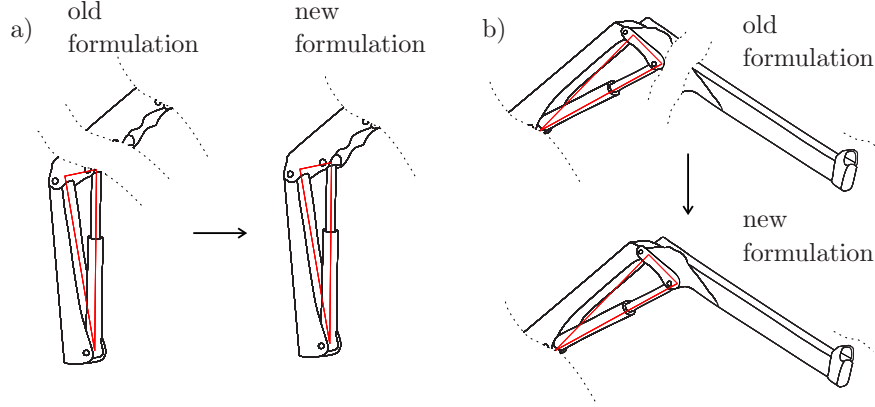 a)
old
formulation
new
formulation
b)
old
formulation
new
formulation